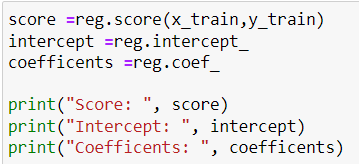 score =reg.score(x_train,y_train)
intercept =reg.intercept_
coefficents =reg.coef_
print("Score: ", score)
print("Intercept: ", intercept)
print("Coefficents: ", coefficents)